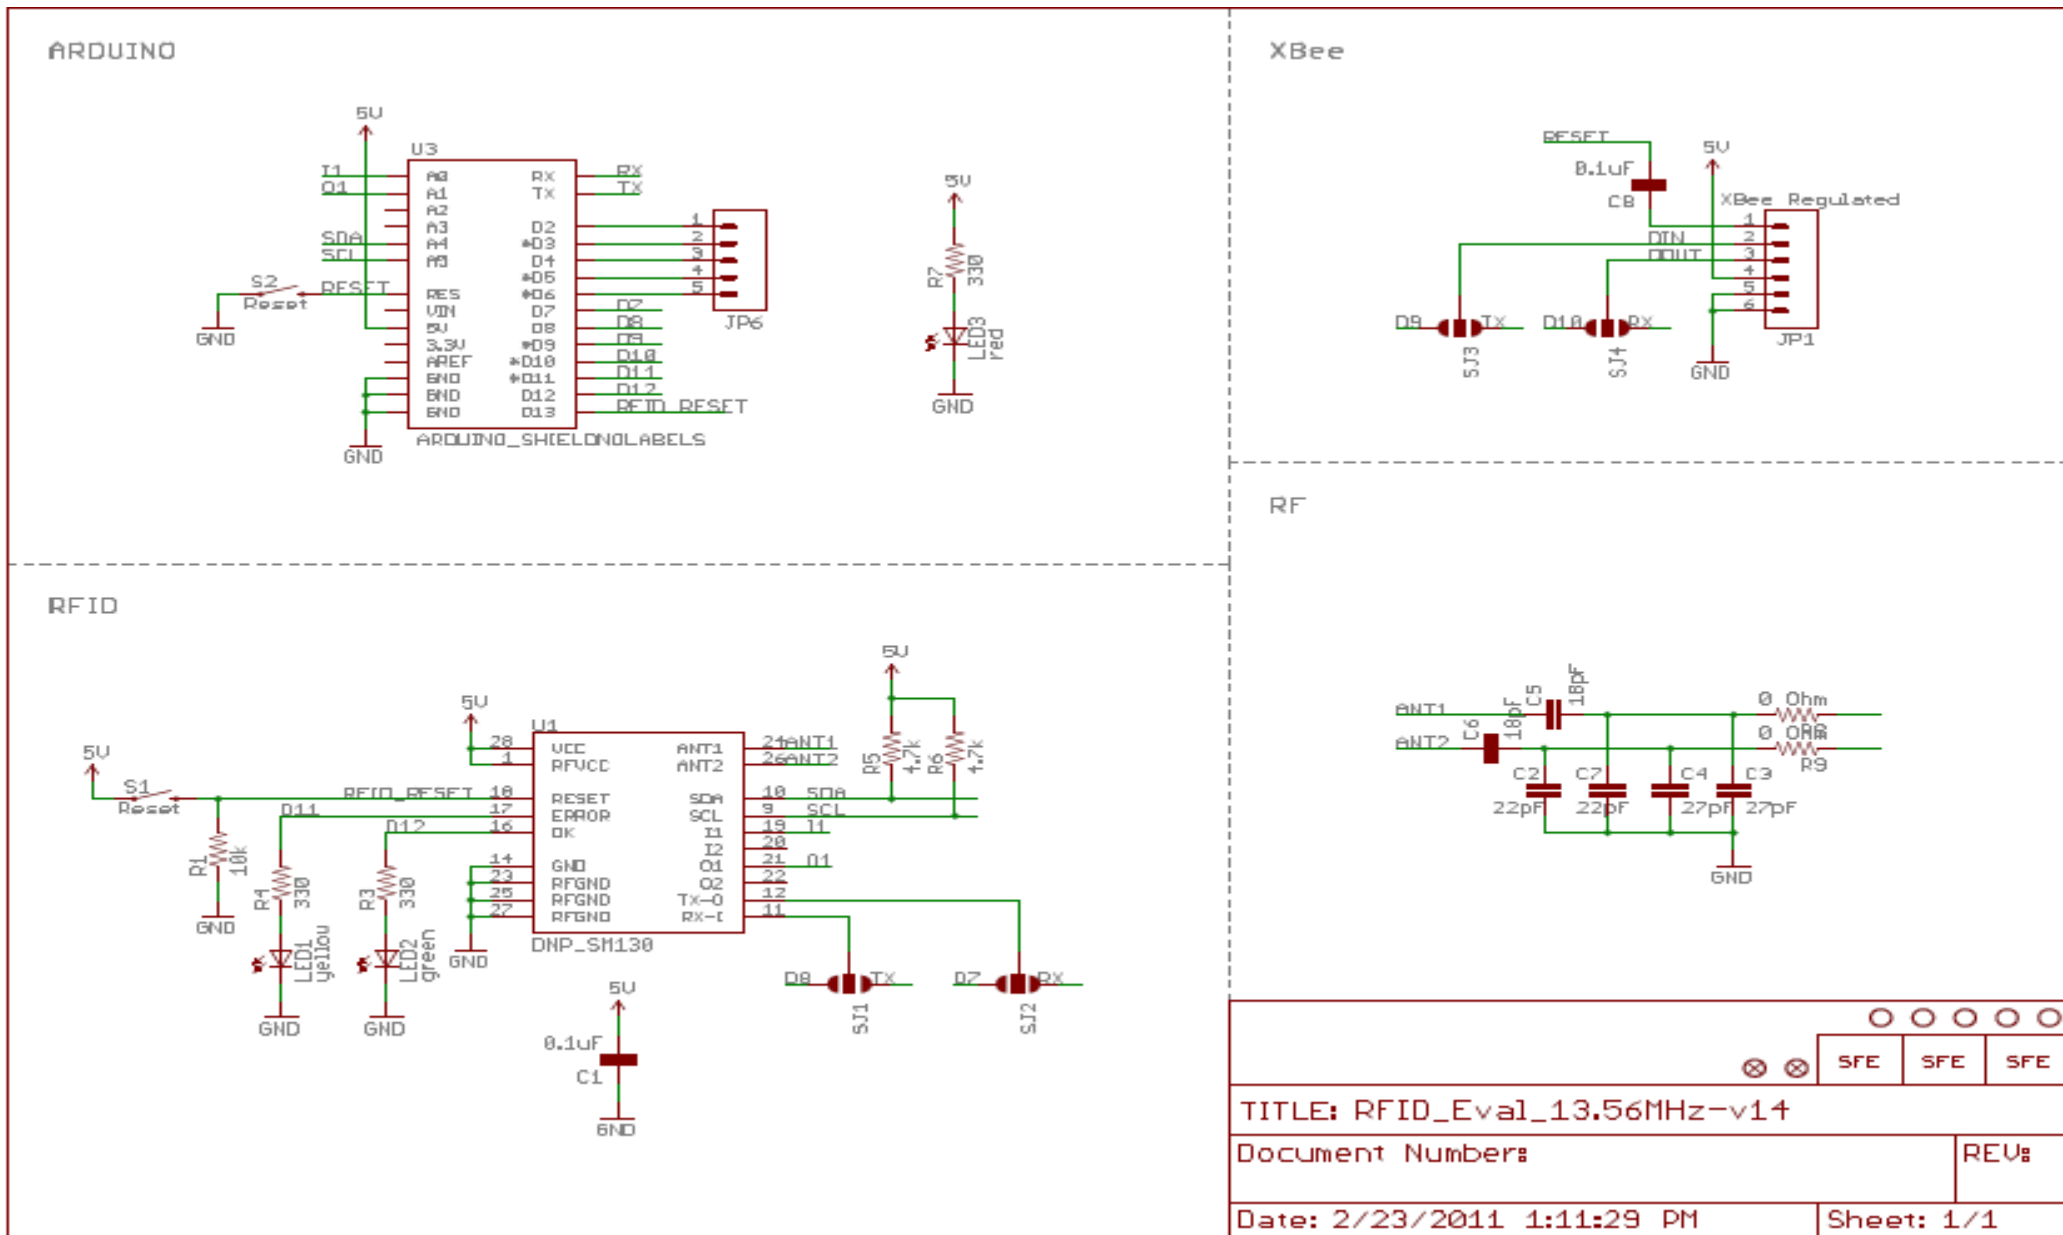 ARDUINO
5V
U3
I1
O1
SDA
SCL
S2
Reset
RESET
GND
A0
A1
A2
A3
A4
A5
RES
VIN
5V
3.3V
AREF
GND
GND
GND
RX
TX
D2
*D3
D4
*D5
*D6
D7
D8
*D9
*D10
*D11
D12
D13
RX
TX
1
2
3
4
5
JP6
D7
D8
D9
D10
D11
D12
RFID_RESET
GND
ARDUINO_SHIELDNOLABELS
5V
R7
330
LED3
red
GND
XBee
RESET
0.1uF
C8
5V
XBee Regulated
DIN
DOUT
1
2
3
4
5
6
JP1
D9
TX
SJ3
D10
RX
SJ4
GND
RFID
5V
S1
Reset
R1
10k
GND
RFID_RESET
D11
D12
R4
330
LED1
yellow
GND
R3
330
LED2
green
GND
5V
U1
28
1
18
17
16
14
23
25
27
VCC
RFVCC
RESET
ERROR
OK
GND
RFGND
RFGND
RFGND
ANT1
ANT2
SDA
SCL
I1
I2
O1
O2
TX-O
RX-I
24
26
10
9
19
20
21
22
12
11
ANT1
ANT2
SDA
SCL
I1
O1
GND
DNP_SM130
5V
R5
4.7k
R6
4.7k
D8
TX
SJ1
D7
RX
SJ2
5V
0.1uF
C1
GND
RF
ANT1
ANT2
C5
18pF
C6
18pF
0 Ohm
0 Ohm
R9
C2
22pF
C7
22pF
C4
27pF
C3
27pF
GND
SFE
SFE
SFE
TITLE: RFID_Eval_13.56MHz-v14
Document Number:
REV:
Date: 2/23/2011 1:11:29 PM
Sheet: 1/1